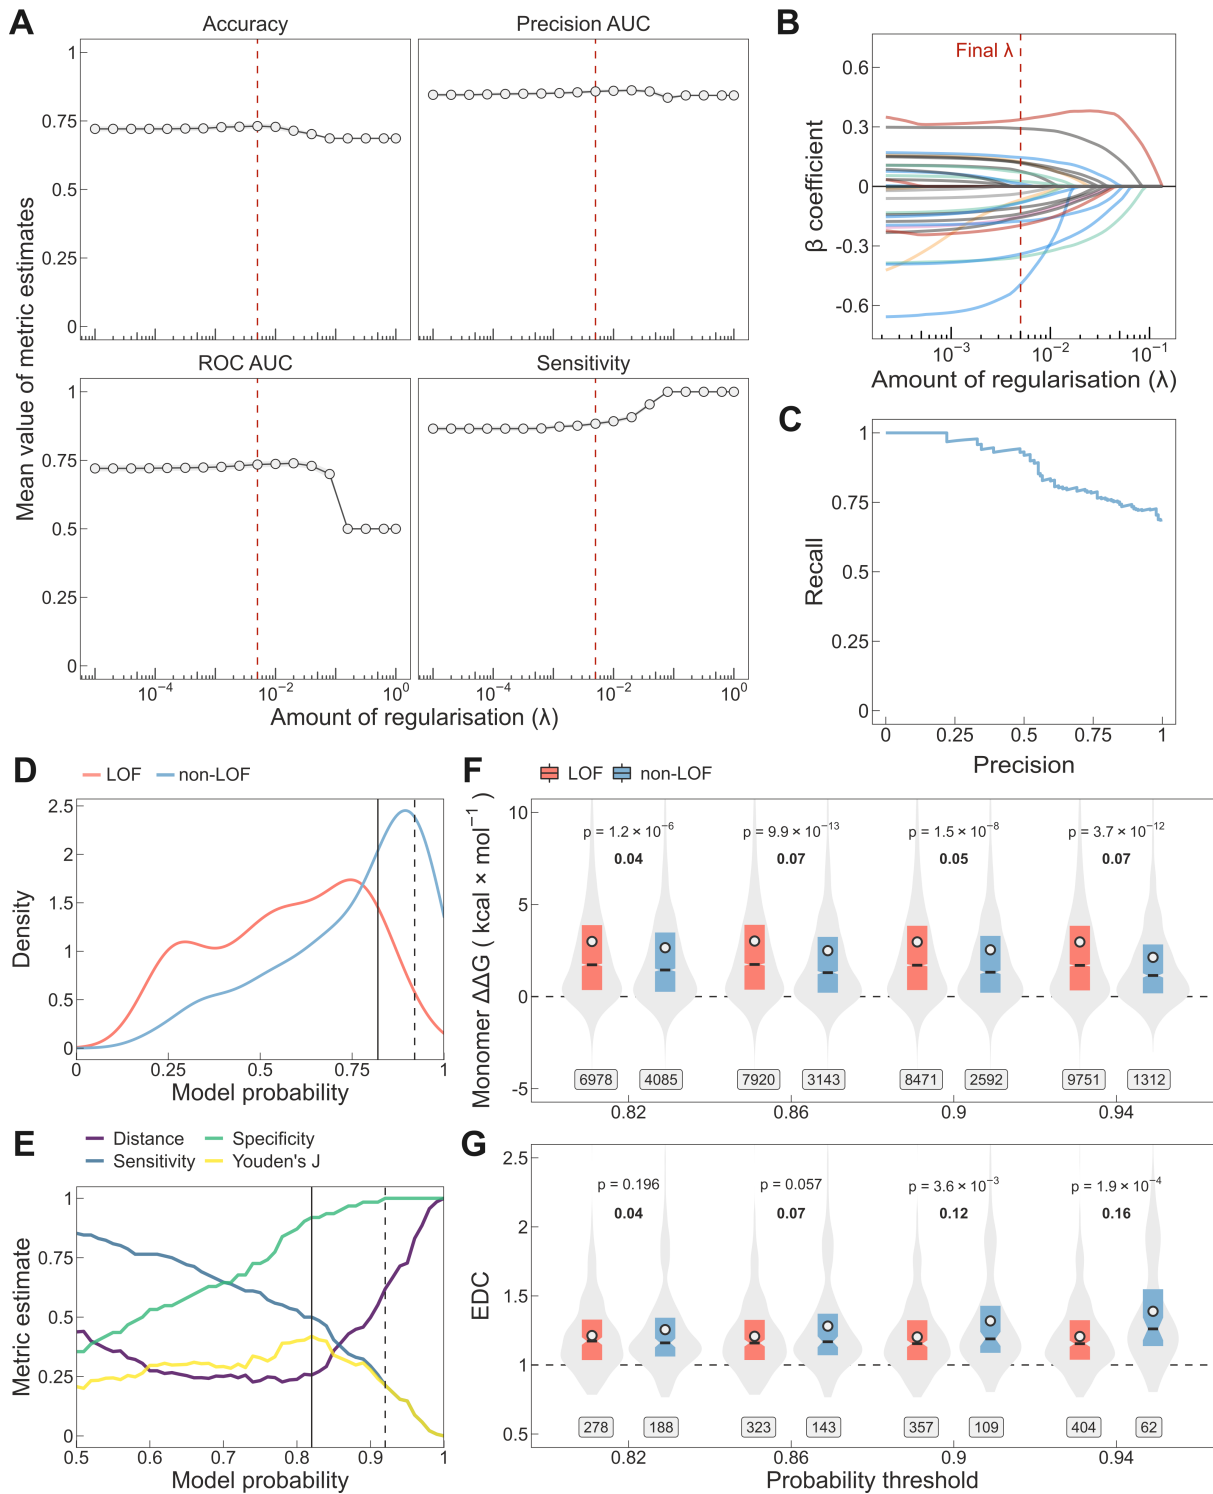 A
Accuracy
Precision AUC
1
0.75
0.5
0.25
0
ROC AUC
Sensitivity
1
0.75
0.5
0.25
0
10−4
10−2
100
10−4
10−2
100
Mean value of metric estimates
Amount of regularisation (λ)
B
Final λ
0.6
0.3
0
-0.3
-0.6
β coefficient
10−3
10−2
10−1
Amount of regularisation (λ)
C
1
0.75
0.5
0.25
0
Recall
0
0.25
0.5
0.75
1
Precision
D
LOF
non-LOF
2.5
2
1.5
1
0.5
0
Density
0
0.25
0.5
0.75
1
Model probability
E
Distance
Specificity
Sensitivity
Youden's J
1
0.75
0.5
0.25
0
Metric estimate
0.5
0.6
0.7
0.8
0.9
1
Model probability
F
LOF
non-LOF
10
5
0
-5
Monomer ΔΔG ( kcal × mol−1 )
p = 1.2 × 10−6
p = 9.9 × 10−13
p = 1.5 × 10−8
p = 3.7 × 10−12
0.04
0.07
0.05
0.07
6978
4085
7920
3143
8471
2592
9751
1312
0.82
0.86
0.9
0.94
G
2.5
2
1.5
1
0.5
EDC
p = 0.196
p = 0.057
p = 3.6 × 10−3
p = 1.9 × 10−4
0.04
0.07
0.12
0.16
278
188
323
143
357
109
404
62
0.82
0.86
0.9
0.94
Probability threshold